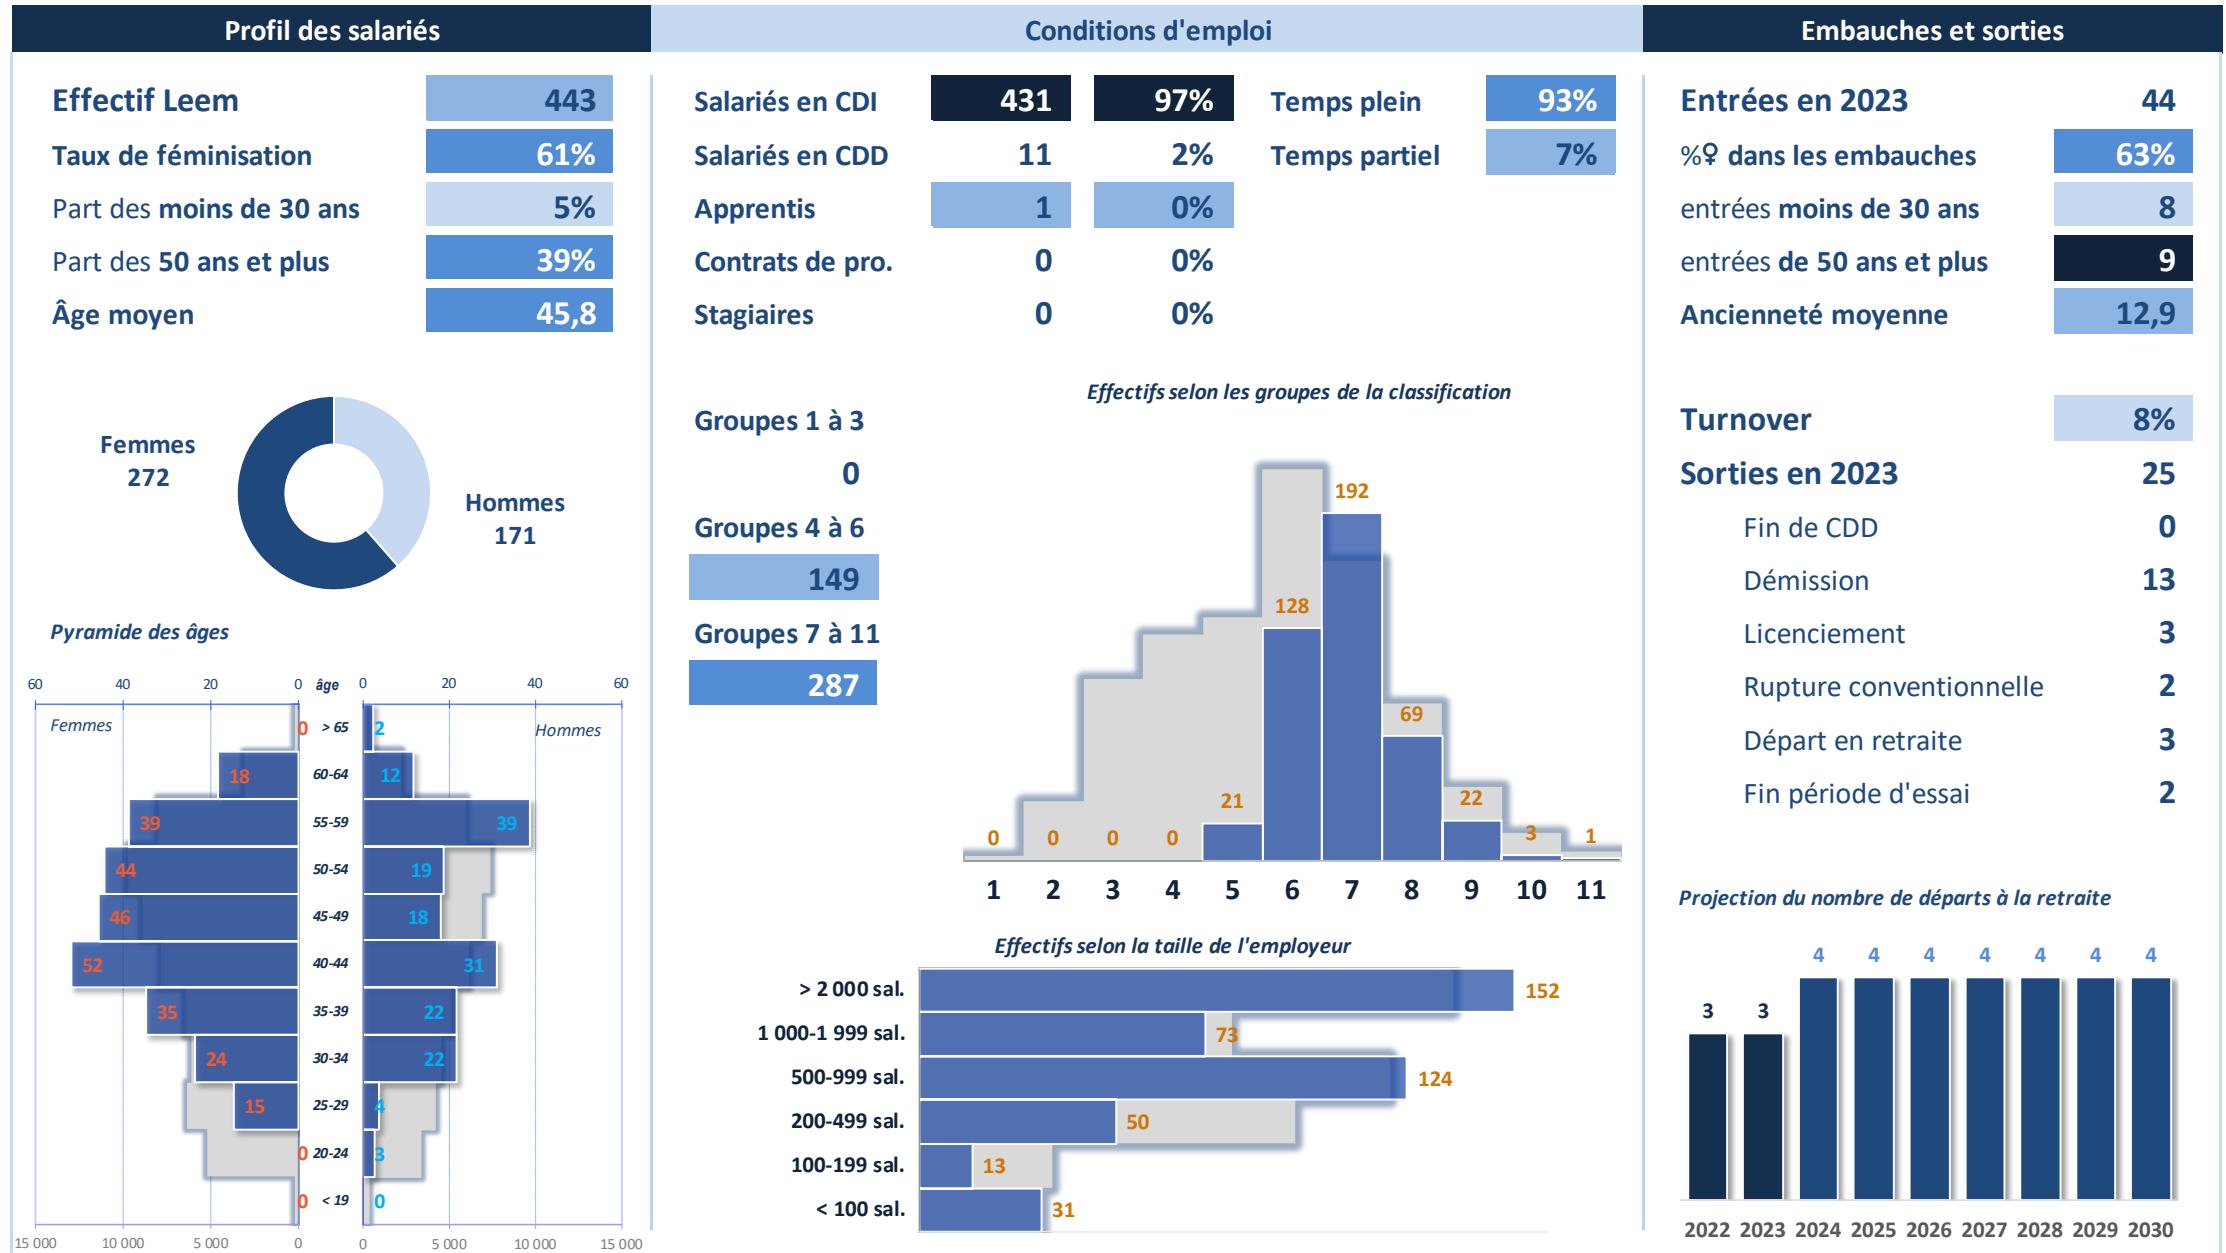 Profil des salariés
Effectif Leem 443
Taux de féminisation 61%
Part des moins de 30 ans 5%
Part des 50 ans et plus 39%
Âge moyen 45,8
Femmes
272
Hommes
171
Pyramide des âges
60 40 20 0 âge 0 20 40 60
Femmes Hommes
0 > 65 2
18 60-64 12
39 55-59 39
44 50-54 19
46 45-49 18
52 40-44 31
35 35-39 22
24 30-34 22
15 25-29 4
0 20-24 3
0 < 19 0
15 000 10 000 5 000 0 0 5 000 10 000 15 000
Conditions d'emploi
Salariés en CDI 431 97% Temps plein 93%
Salariés en CDD 11 2% Temps partiel 7%
Apprentis 1 0%
Contrats de pro. 0 0%
Stagiaires 0 0%
Groupes 1 à 3
0
Groupes 4 à 6
149
Groupes 7 à 11
287
Effectifs selon les groupes de la classification
0 0 0 0 21 128 192 69 22 3 1
1 2 3 4 5 6 7 8 9 10 11
Effectifs selon la taille de l'employeur
> 2 000 sal. 152
1 000-1 999 sal. 73
500-999 sal. 124
200-499 sal. 50
100-199 sal. 13
< 100 sal. 31
Embauches et sorties
Entrées en 2023 44
%♀ dans les embauches 63%
entrées moins de 30 ans 8
entrées de 50 ans et plus 9
Ancienneté moyenne 12,9
Turnover 8%
Sorties en 2023 25
Fin de CDD 0
Démission 13
Licenciement 3
Rupture conventionnelle 2
Départ en retraite 3
Fin période d'essai 2
Projection du nombre de départs à la retraite
3 3 4 4 4 4 4 4 4
2022 2023 2024 2025 2026 2027 2028 2029 2030